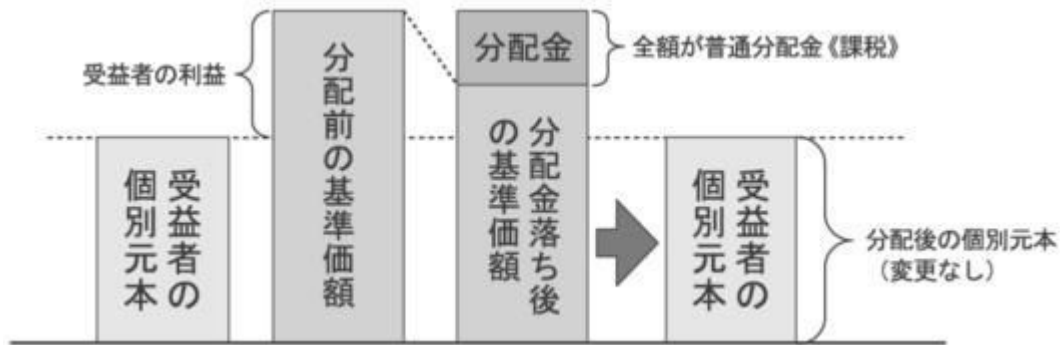 受益者の利益
受益者の
個別元本
分配前の基準価額
分配金
全額が普通分配金《課税》
分配金落ち後
の基準価額
受益者の
個別元本
分配後の個別元本
（変更なし）